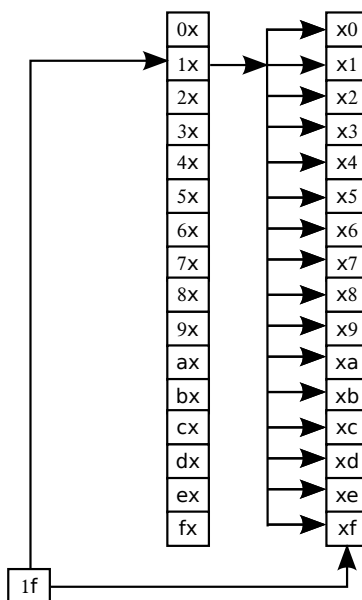 0x x0
1x x1
2x x2
3x x3
4x x4
5x x5
6x x6
7x x7
8x x8
9x x9
ax xa
bx xb
cx xc
dx xd
ex xe
fx xf
1f